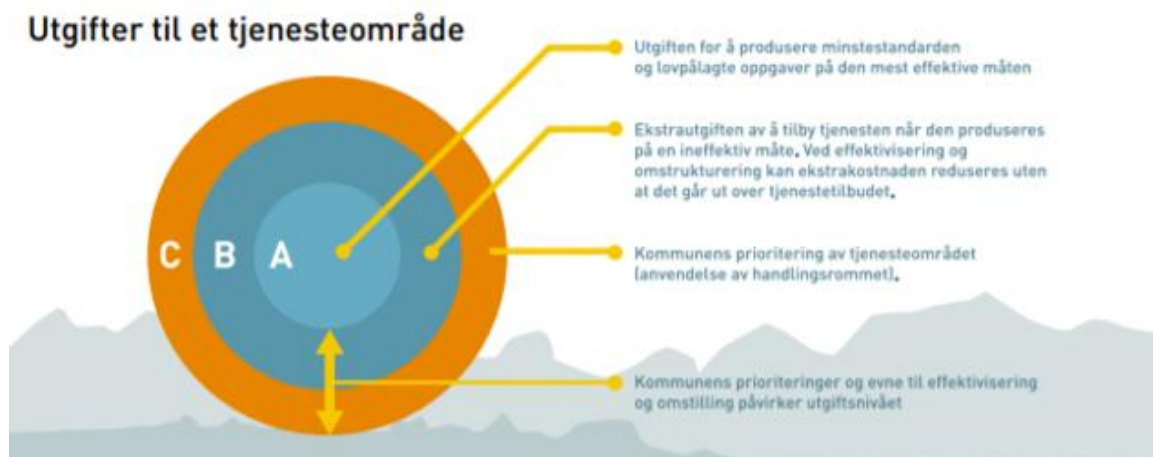 Utgifter til et tjenesteområde
Utgiften for å produsere minstestandarden
og lovpålagte oppgaver på den mest effektive måten
Ekstrautgiften av å tilby tjenesten når den produseres
på en ineffektiv måte. Ved effektivisering og
omstrukturering kan ekstrakostnaden reduseres uten
at det går ut over tjenestetilbudet.
C B A
Kommunens prioritering av tjenesteområdet
(anvendelse av handlingsrommet).
Kommunens prioriteringer og evne til effektivisering
og omstilling påvirker utgiftsnivået